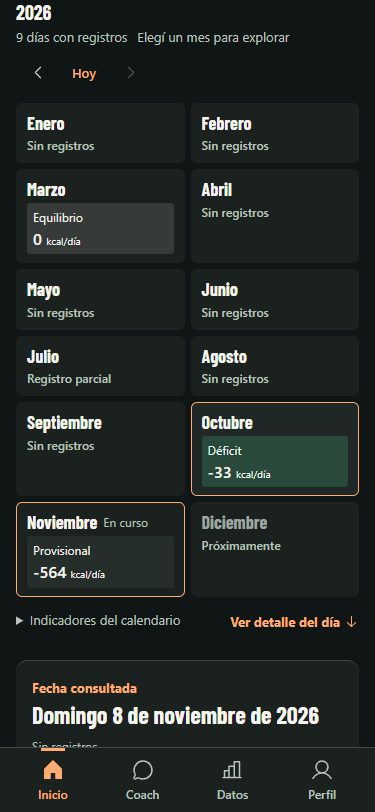 2026
9 días con registros Elegí un mes para explorar
Hoy
Enero
Sin registros
Febrero
Sin registros
Marzo
Equilibrio
0 kcal/día
Abril
Sin registros
Mayo
Sin registros
Junio
Sin registros
Julio
Registro parcial
Agosto
Sin registros
Septiembre
Sin registros
Octubre
Déficit
-33 kcal/día
Noviembre En curso
Provisional
-564 kcal/día
Diciembre
Próximamente
Indicadores del calendario
Ver detalle del día ↓
Fecha consultada
Domingo 8 de noviembre de 2026
Sin registros
Inicio
Coach
Datos
Perfil